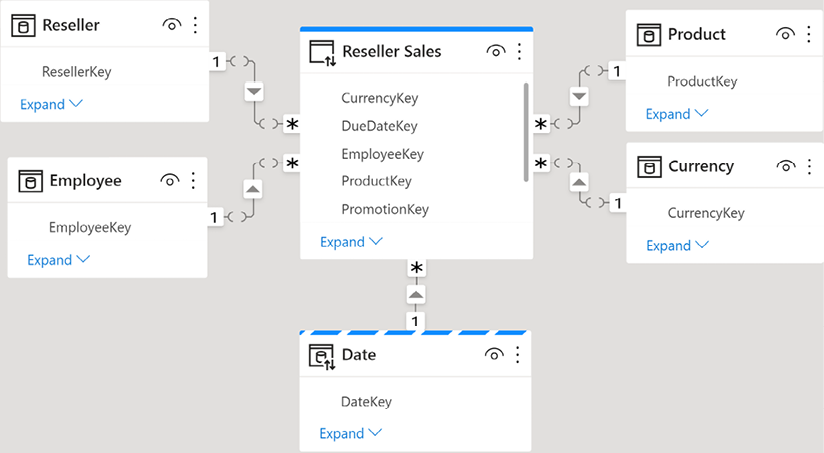 Reseller
ResellerKey
Expand
1
*
Employee
EmployeeKey
Expand
1
*
Reseller Sales
CurrencyKey
DueDateKey
EmployeeKey
ProductKey
PromotionKey
Expand
*
1
Date
DateKey
Expand
Product
ProductKey
Expand
1
*
Currency
CurrencyKey
Expand
1
*